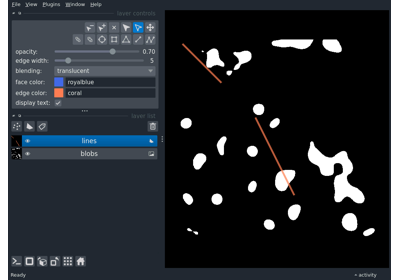 File View Plugins Window Help
layer controls
opacity: 0.70
edge width: 5
blending: translucent
face color: royalblue
edge color: coral
display text:
layer list
lines
blobs
Ready
activity